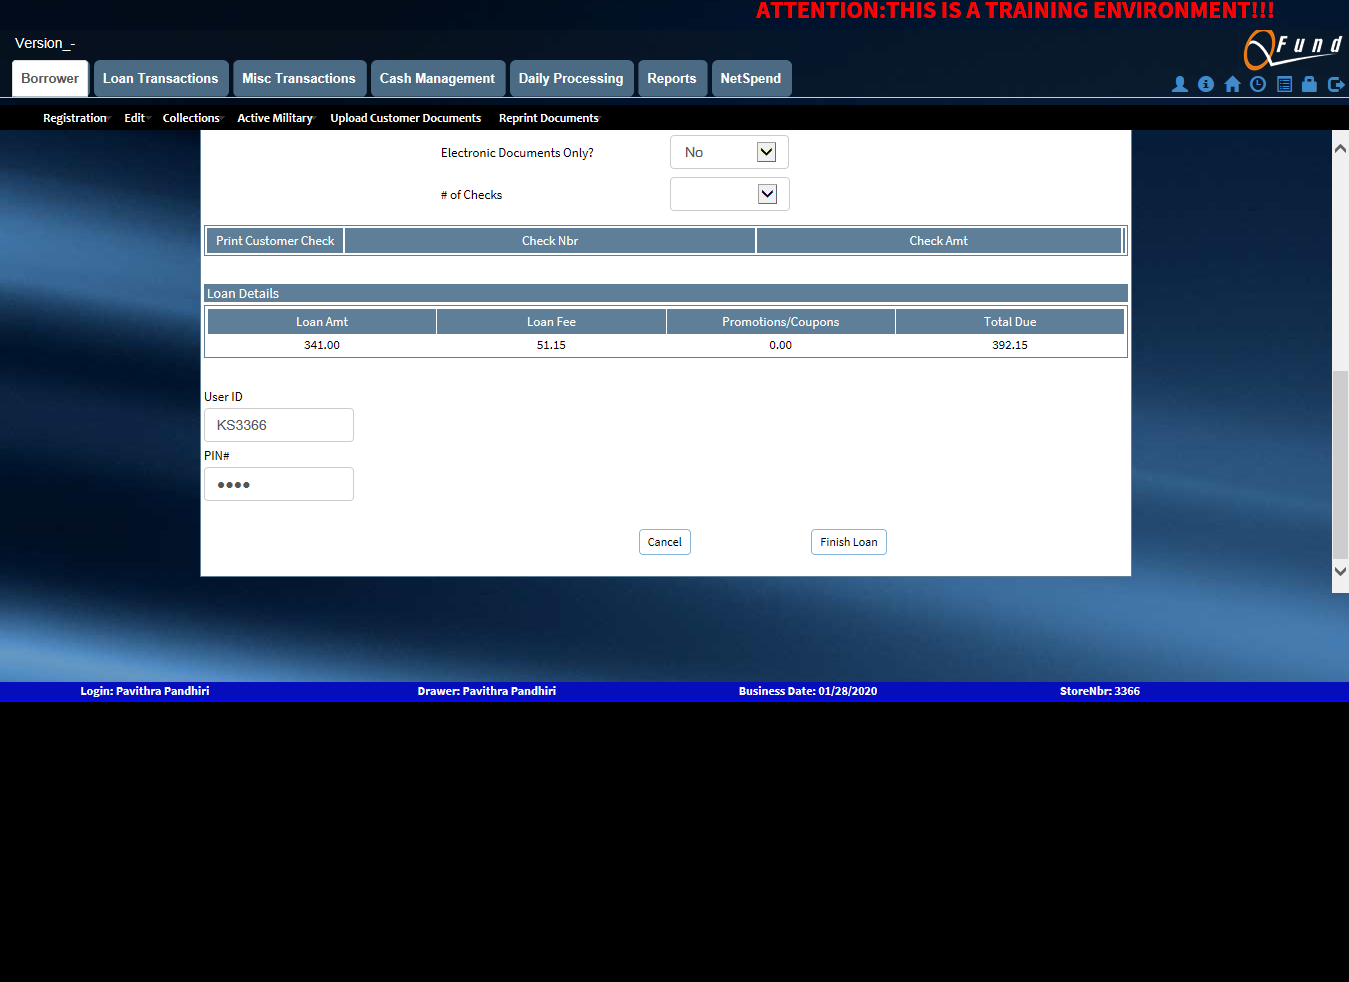 ATTENTION:THIS IS A TRAINING ENVIRONMENT!!!
Version_-
QFund
Borrower Loan Transactions Misc Transactions Cash Management Daily Processing Reports NetSpend
Registration Edit Collections Active Military Upload Customer Documents Reprint Documents
Electronic Documents Only? No
# of Checks
Print Customer Check Check Nbr Check Amt
Loan Details
Loan Amt Loan Fee Promotions/Coupons Total Due
341.00 51.15 0.00 392.15
User ID
KS3366
PIN#
●●●●
Cancel Finish Loan
Login: Pavithra Pandhiri Drawer: Pavithra Pandhiri Business Date: 01/28/2020 StoreNbr: 3366